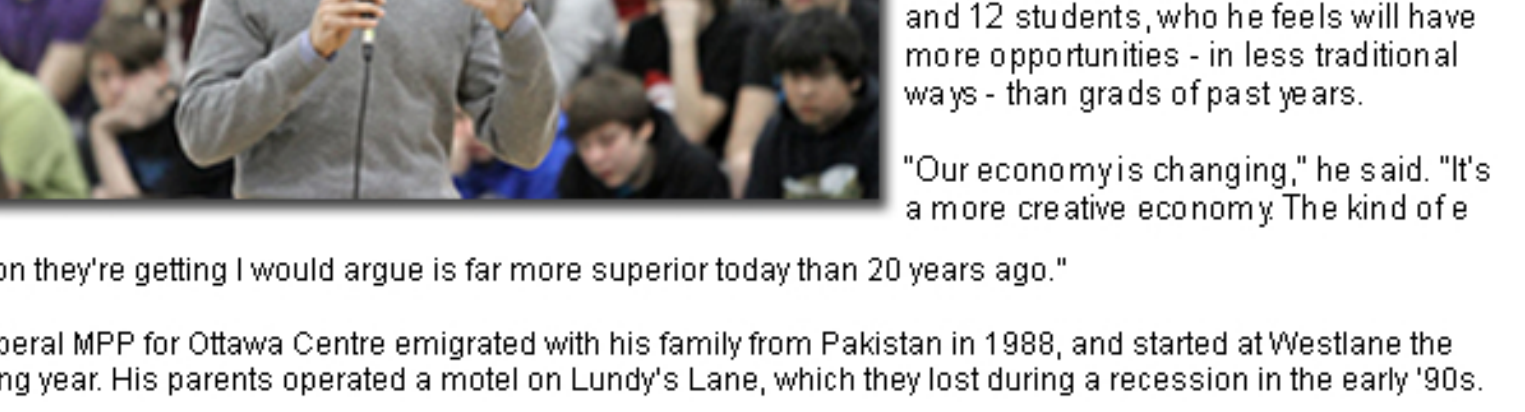 and 12 students, who he feels will have
more opportunities - in less traditional
ways - than grads of past years.
"Our economy is changing," he said. "It's
a more creative economy. The kind of e
on they're getting I would argue is far more superior today than 20 years ago."
peral MPP for Ottawa Centre emigrated with his family from Pakistan in 1988, and started at Westlane the
ng year. His parents operated a motel on Lundy's Lane, which they lost during a recession in the early '90s.